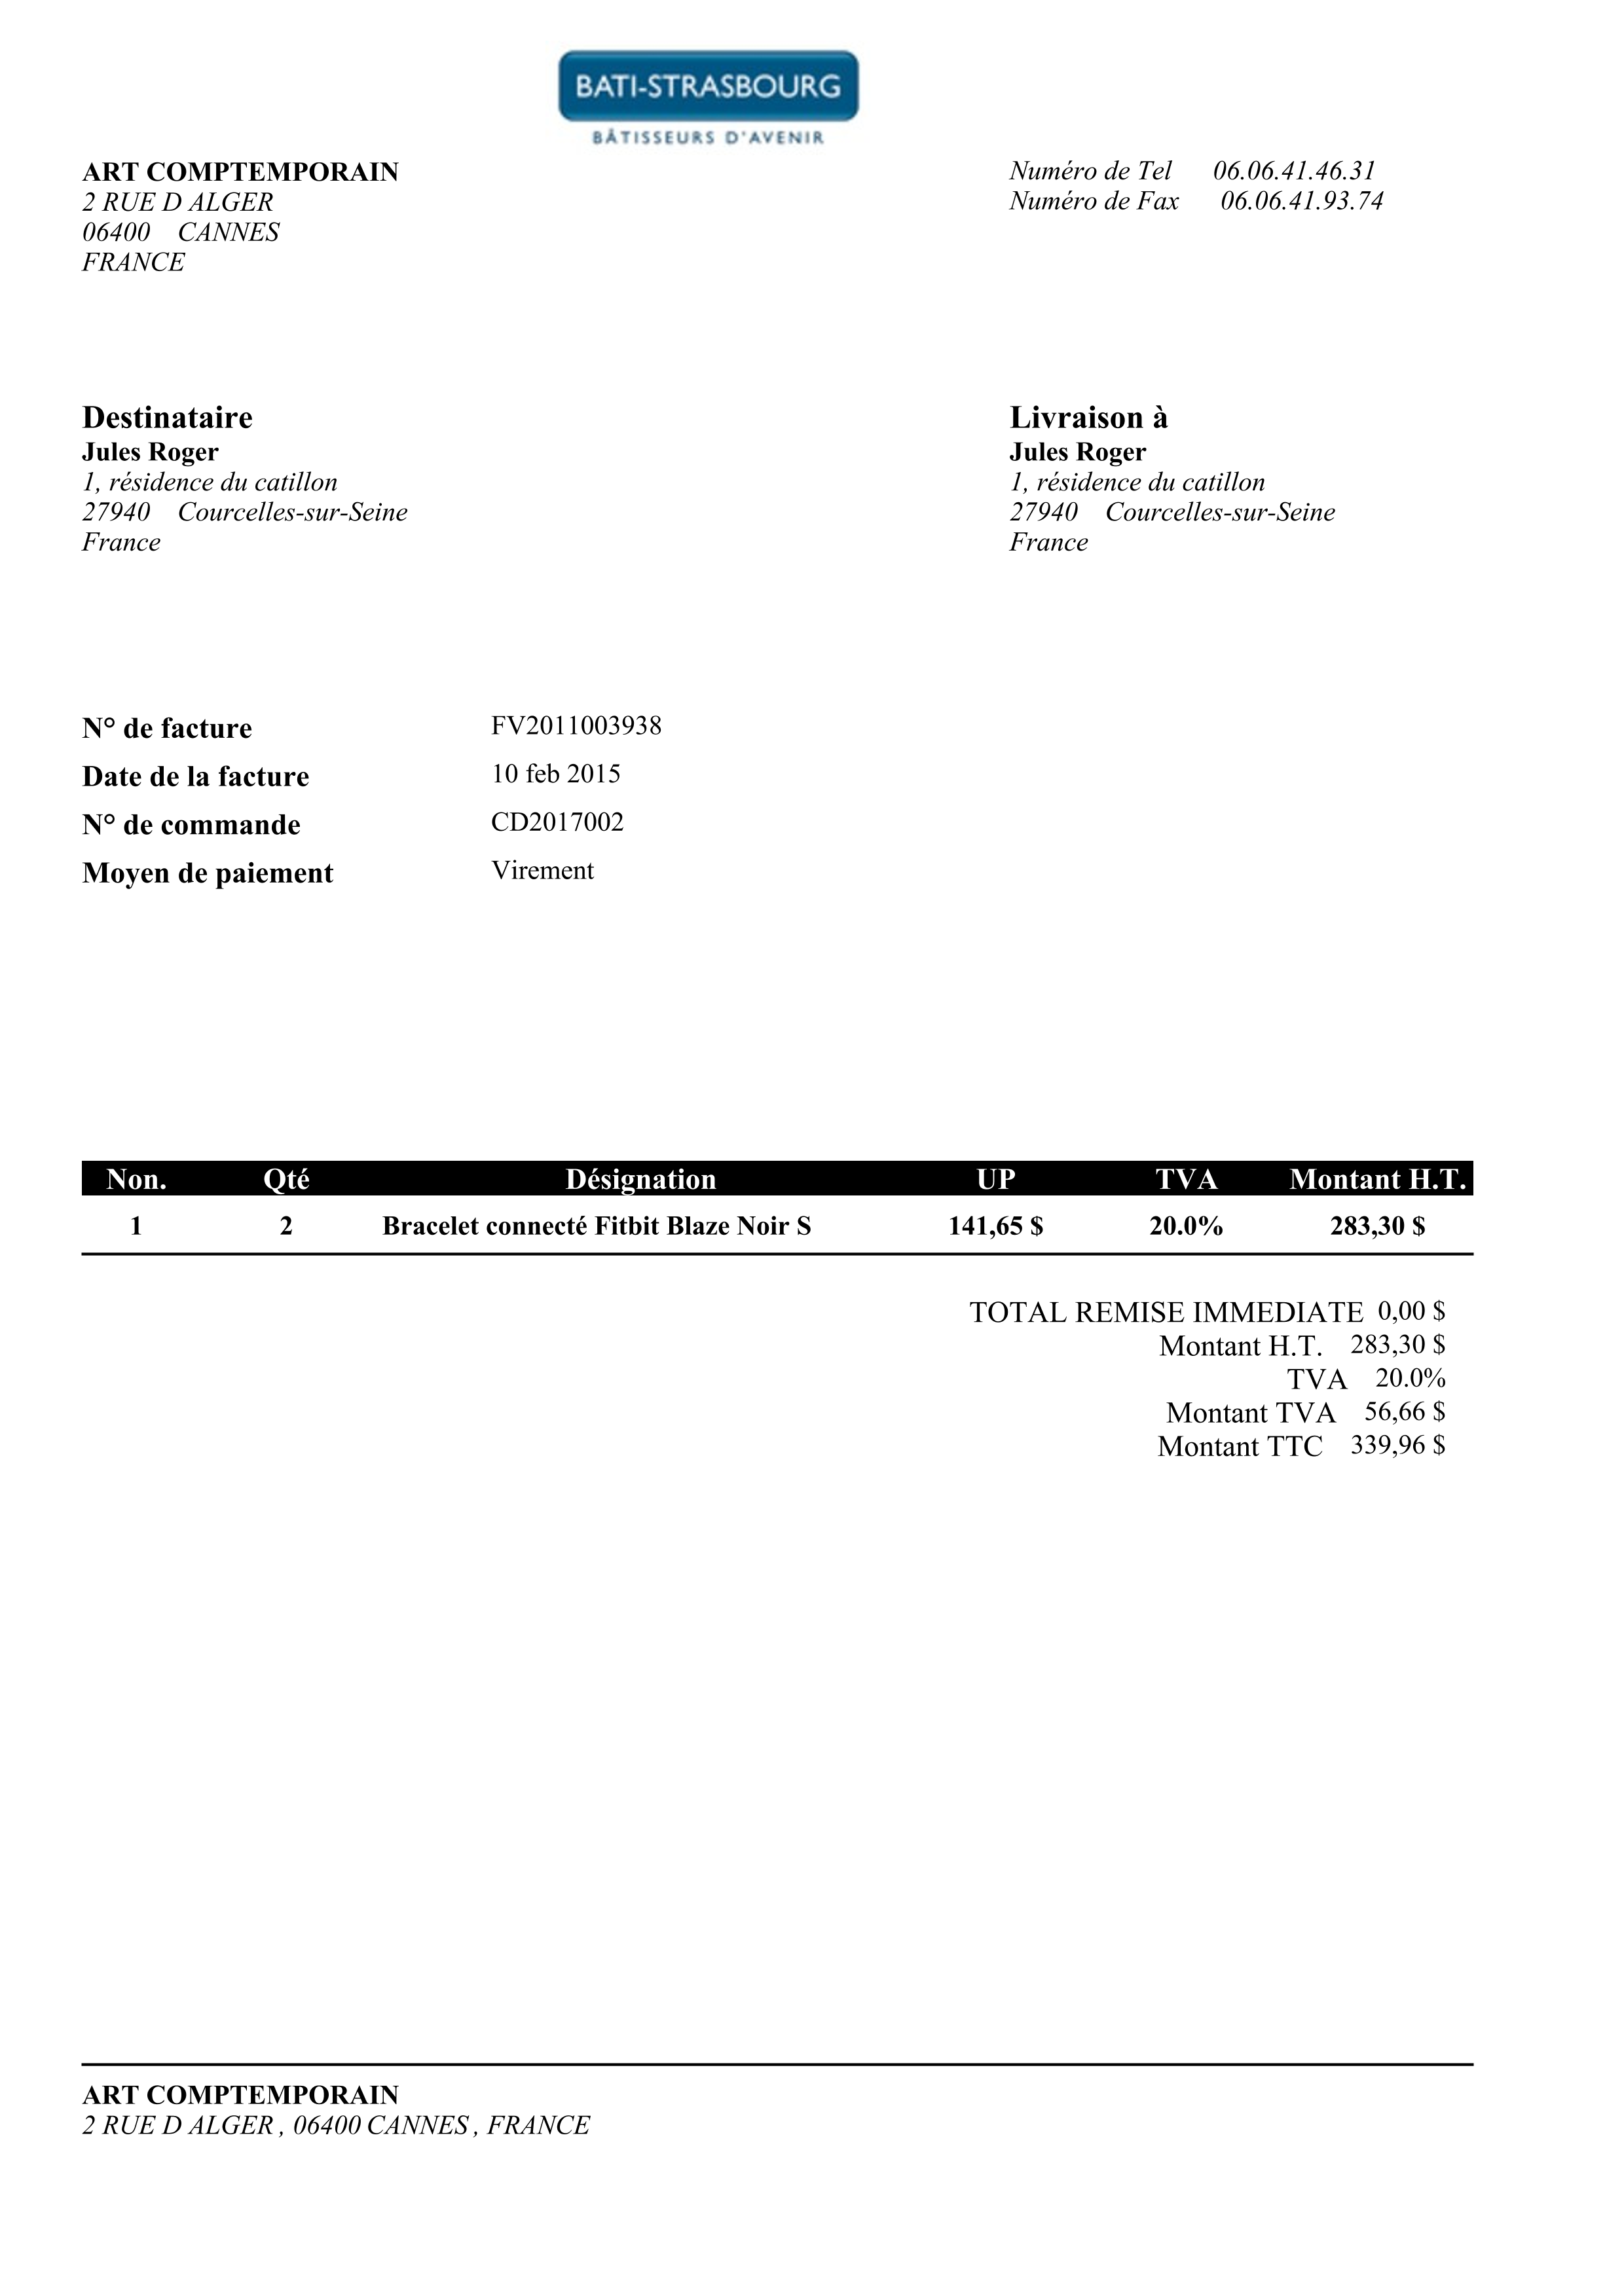 BATI-STRASBOURG
BÂTISSEURS D'AVENIR
ART COMPTEMPORAIN
2 RUE D ALGER
06400 CANNES
FRANCE
Numéro de Tel 06.06.41.46.31
Numéro de Fax 06.06.41.93.74
Destinataire
Jules Roger
1, résidence du catillon
27940 Courcelles-sur-Seine
France
Livraison à
Jules Roger
1, résidence du catillon
27940 Courcelles-sur-Seine
France
N° de facture FV2011003938
Date de la facture 10 feb 2015
N° de commande CD2017002
Moyen de paiement Virement
Non. Qté Désignation UP TVA Montant H.T.
1 2 Bracelet connecté Fitbit Blaze Noir S 141,65 $ 20.0% 283,30 $
TOTAL REMISE IMMEDIATE 0,00 $
Montant H.T. 283,30 $
TVA 20.0%
Montant TVA 56,66 $
Montant TTC 339,96 $
ART COMPTEMPORAIN
2 RUE D ALGER , 06400 CANNES , FRANCE